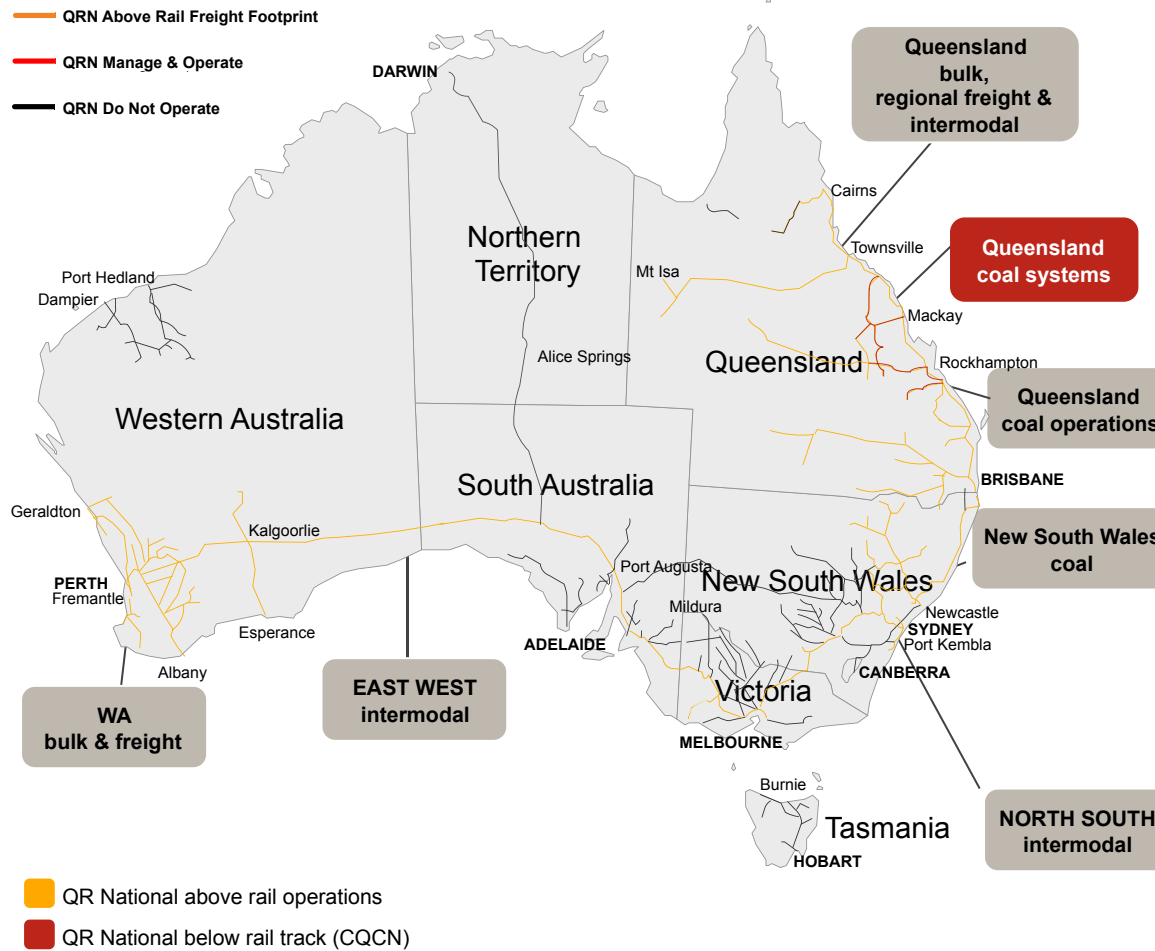 QRN Above Rail Freight Footprint
QRN Manage & Operate
QRN Do Not Operate
DARWIN
Queensland
bulk,
regional freight &
intermodal
Cairns
Northern
Territory
Townsville
Queensland
coal systems
Mt Isa
Port Hedland
Dampier
Mackay
Alice Springs
Queensland
Rockhampton
Western Australia
Queensland
coal operations
South Australia
BRISBANE
Geraldton
Kalgoorlie
New South Wales
coal
Port Augusta
New South Wales
PERTH
Fremantle
Mildura
Newcastle
SYDNEY
Port Kembla
Esperance
ADELAIDE
CANBERRA
Albany
EAST WEST
intermodal
Victoria
WA
bulk & freight
MELBOURNE
Burnie
Tasmania
NORTH SOUTH
intermodal
HOBART
QR National above rail operations
QR National below rail track (CQCN)